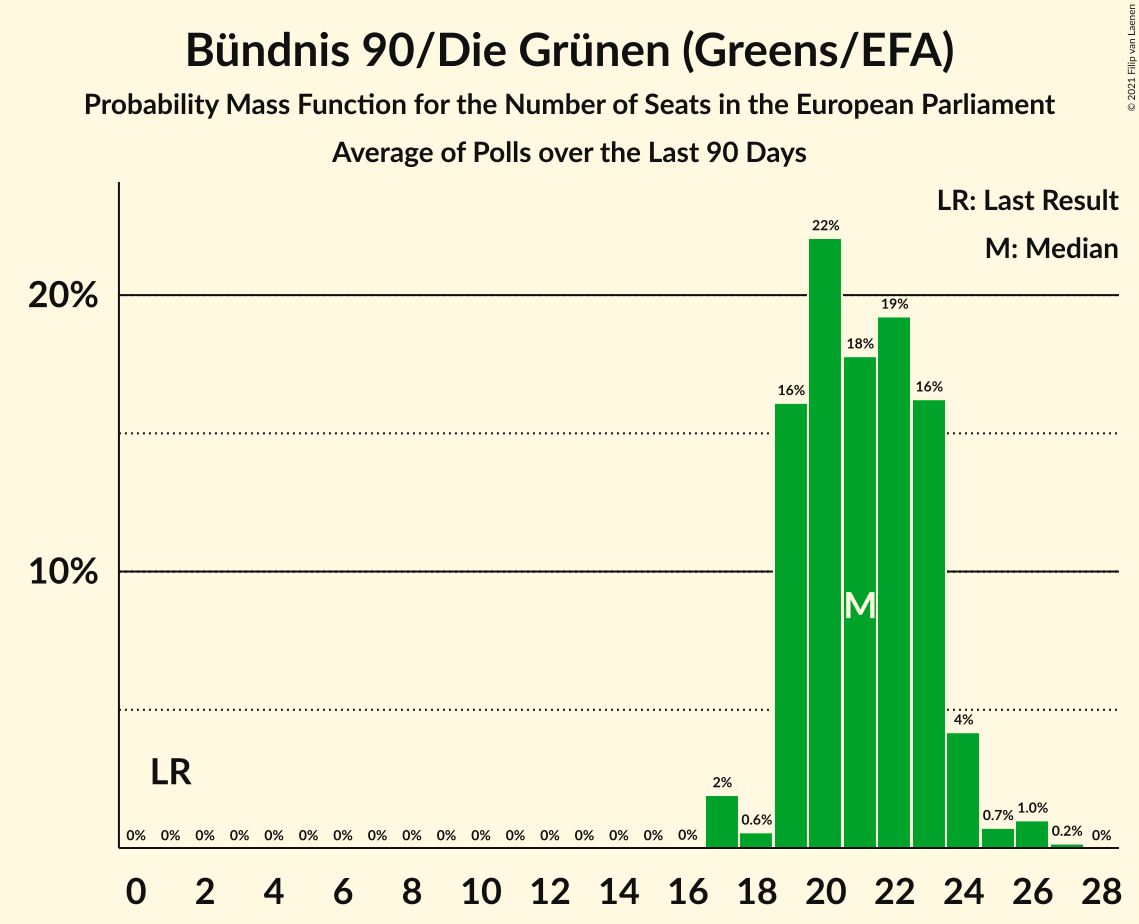 Bündnis 90/Die Grünen (Greens/EFA)
Probability Mass Function for the Number of Seats in the European Parliament
Average of Polls over the Last 90 Days
© 2021 Filip van Laenen
LR: Last Result
M: Median
22%
20%
19%
18%
16%
16%
10%
M
4%
LR
2%
0% 0% 0% 0% 0% 0% 0% 0% 0% 0% 0% 0% 0% 0% 0% 0% 0% 0.6% 0.7% 1.0% 0.2% 0%
0 2 4 6 8 10 12 14 16 18 20 22 24 26 28